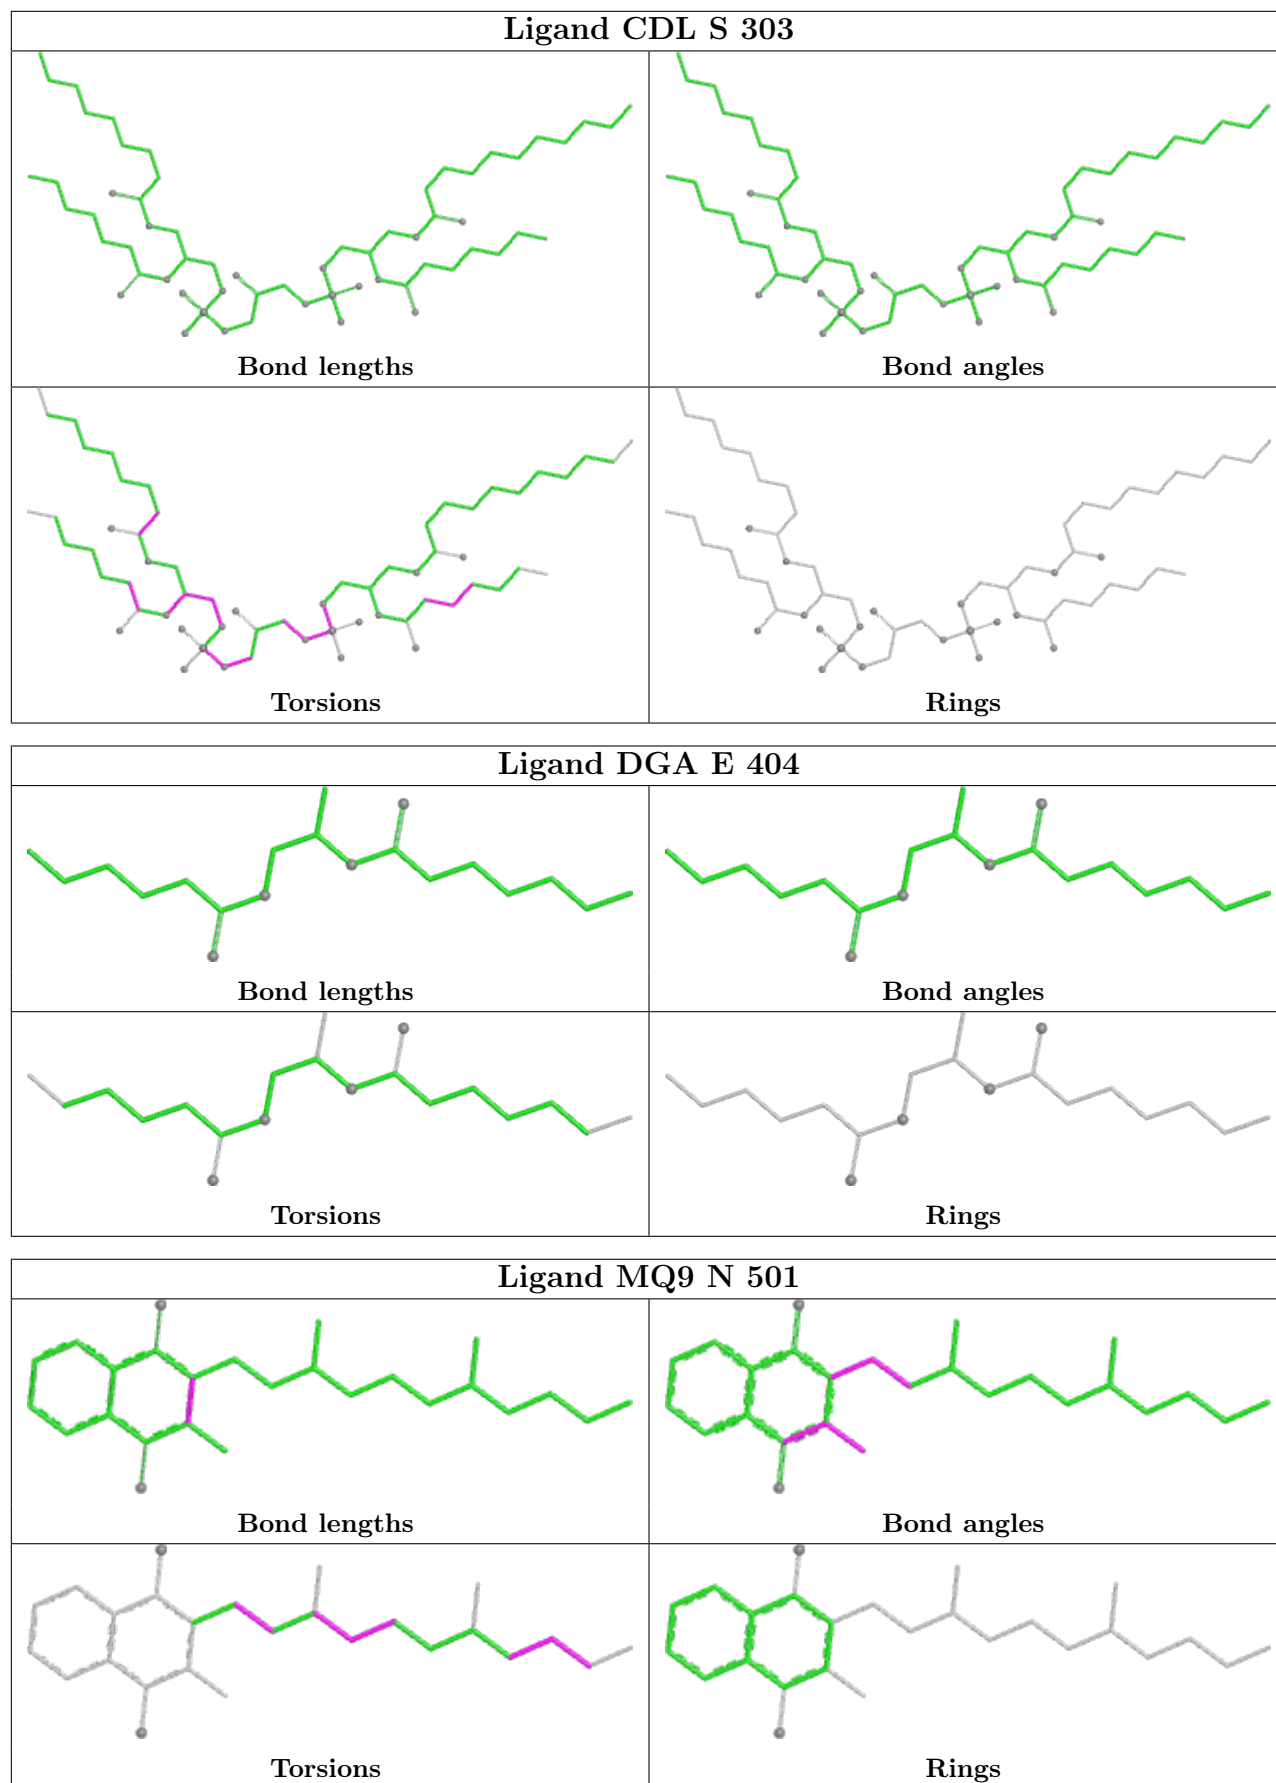 Ligand CDL S 303
Bond lengths
Bond angles
Torsions
Rings
Ligand DGA E 404
Bond lengths
Bond angles
Torsions
Rings
Ligand MQ9 N 501
Bond lengths
Bond angles
Torsions
Rings